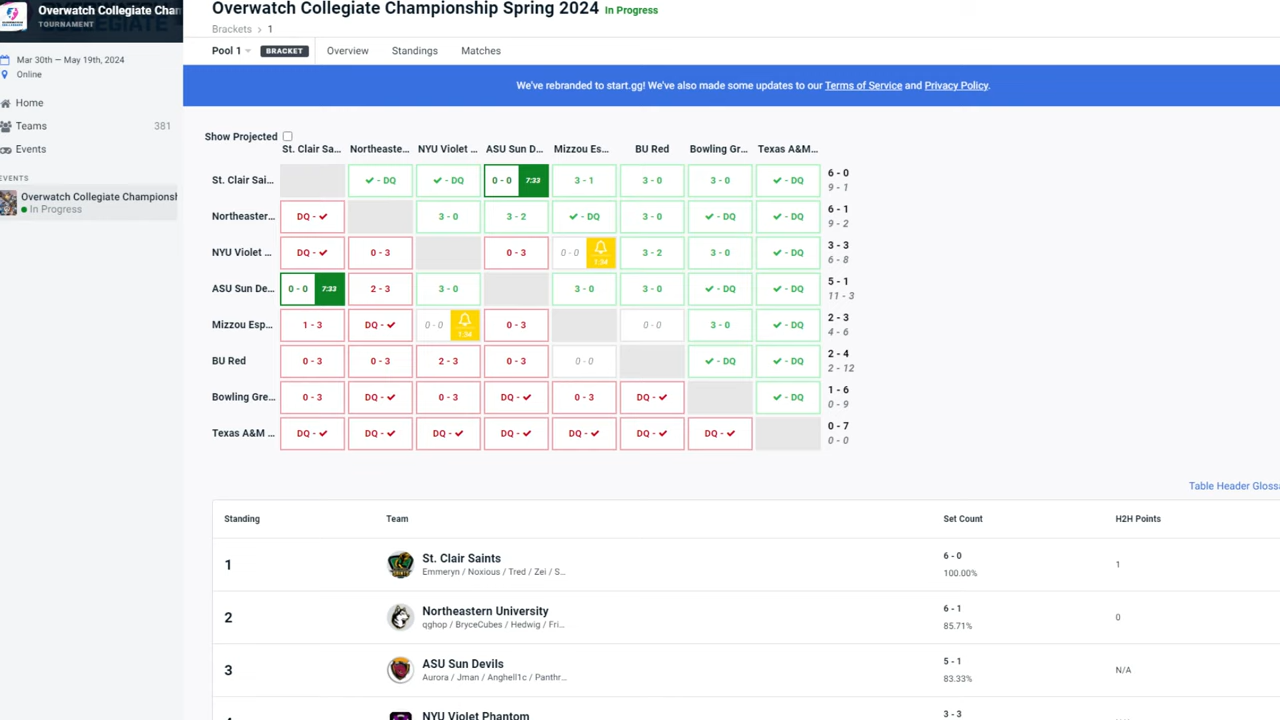 Overwatch Collegiate Cham
TOURNAMENT
Mar 30th — May 19th, 2024
Online
Home
Teams 381
Events
EVENTS
Overwatch Collegiate Championsh
In Progress
Overwatch Collegiate Championship Spring 2024 In Progress
Brackets > 1
Pool 1 BRACKET Overview Standings Matches
We've rebranded to start.gg! We've also made some updates to our Terms of Service and Privacy Policy.
Show Projected
St. Clair Sa... Northeaste... NYU Violet ... ASU Sun D... Mizzou Es... BU Red Bowling Gr... Texas A&M...
St. Clair Sai... ✓ - DQ ✓ - DQ 0 - 0 7:33 3 - 1 3 - 0 3 - 0 ✓ - DQ 6 - 0
9 - 1
Northeastern... DQ - ✓ 3 - 0 3 - 2 ✓ - DQ 3 - 0 ✓ - DQ ✓ - DQ 6 - 1
9 - 2
NYU Violet ... DQ - ✓ 0 - 3 0 - 3 0 - 0 1:34 3 - 2 3 - 0 ✓ - DQ 3 - 3
6 - 8
ASU Sun De... 0 - 0 7:33 2 - 3 3 - 0 3 - 0 3 - 0 ✓ - DQ ✓ - DQ 5 - 1
11 - 3
Mizzou Esp... 1 - 3 DQ - ✓ 0 - 0 1:34 0 - 3 0 - 0 3 - 0 ✓ - DQ 2 - 3
4 - 6
BU Red 0 - 3 0 - 3 2 - 3 0 - 3 0 - 0 ✓ - DQ ✓ - DQ 2 - 4
2 - 12
Bowling Gre... 0 - 3 DQ - ✓ 0 - 3 DQ - ✓ 0 - 3 DQ - ✓ ✓ - DQ 1 - 6
0 - 9
Texas A&M ... DQ - ✓ DQ - ✓ DQ - ✓ DQ - ✓ DQ - ✓ DQ - ✓ DQ - ✓ 0 - 7
0 - 0
Table Header Glossa
Standing Team Set Count H2H Points
1 St. Clair Saints 6 - 0 1
Emmeryn / Noxious / Tred / Zei / S... 100.00%
2 Northeastern University 6 - 1 0
qghop / BryceCubes / Hedwig / Fri... 85.71%
3 ASU Sun Devils 5 - 1 N/A
Aurora / Jman / Anghell1c / Panthr... 83.33%
NYU Violet Phantom 3 - 3